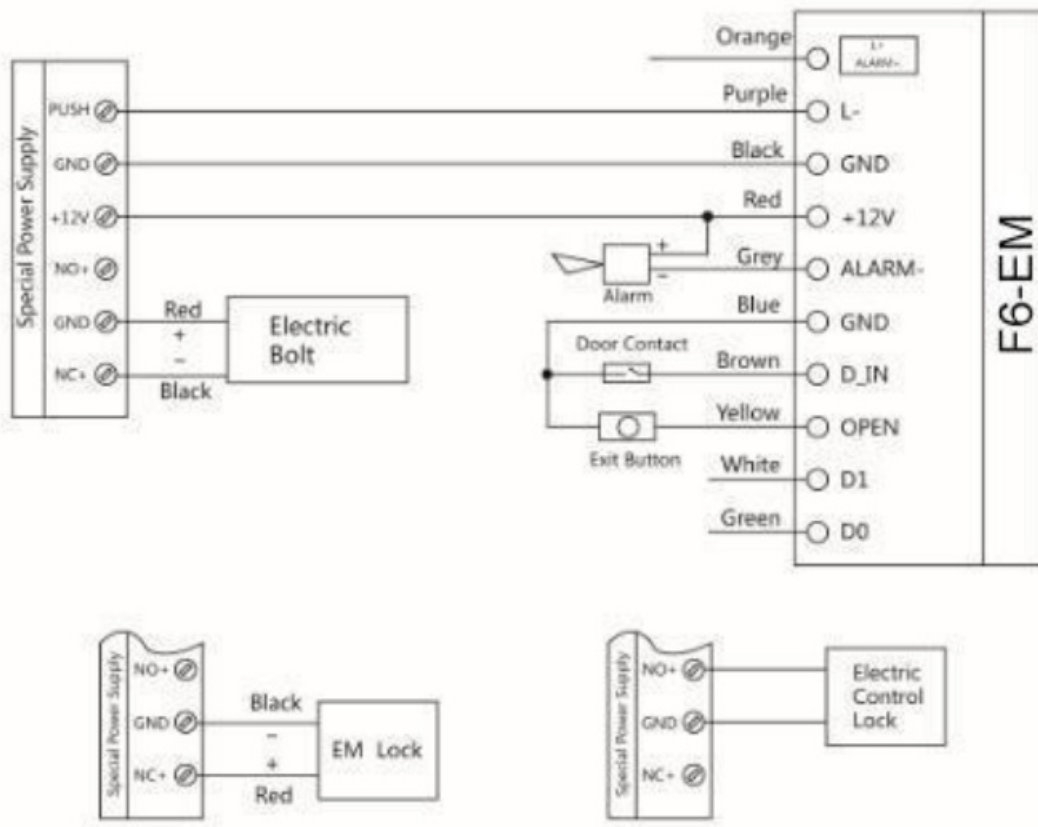 Special Power Supply
PUSH
GND
+12V
NO+
GND
NC+
Red
+
−
Black
Electric
Bolt
Orange
Purple
Black
Red
+
Grey
−
Alarm
Blue
Door Contact
Brown
Yellow
Exit Button
White
Green
L+
ALARM-
L-
GND
+12V
ALARM-
GND
D_IN
OPEN
D1
D0
F6-EM
Special Power Supply
NO+
GND
NC+
Black
−
+
Red
EM Lock
Special Power Supply
NO+
GND
NC+
Electric
Control
Lock